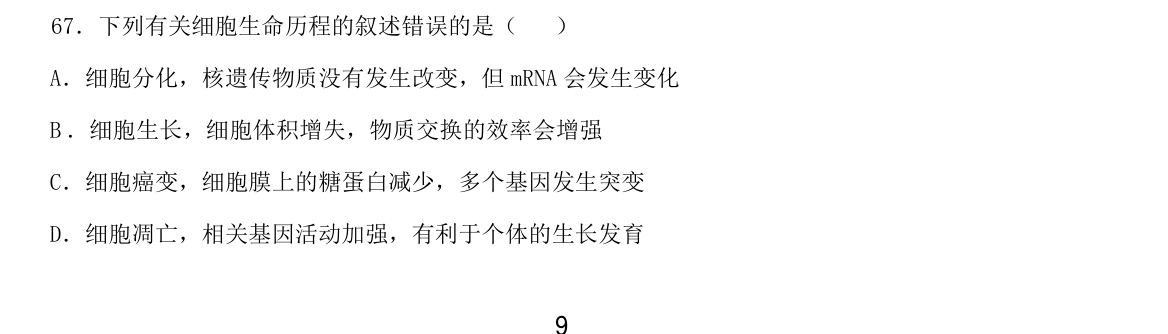 67．下列有关细胞生命历程的叙述错误的是（    ）
A．细胞分化，核遗传物质没有发生改变，但 mRNA 会发生变化
B．细胞生长，细胞体积增失，物质交换的效率会增强
C．细胞癌变，细胞膜上的糖蛋白减少，多个基因发生突变
D．细胞凋亡，相关基因活动加强，有利于个体的生长发育
9